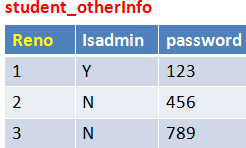 student_otherInfo
Reno Isadmin password
1 Y 123
2 N 456
3 N 789